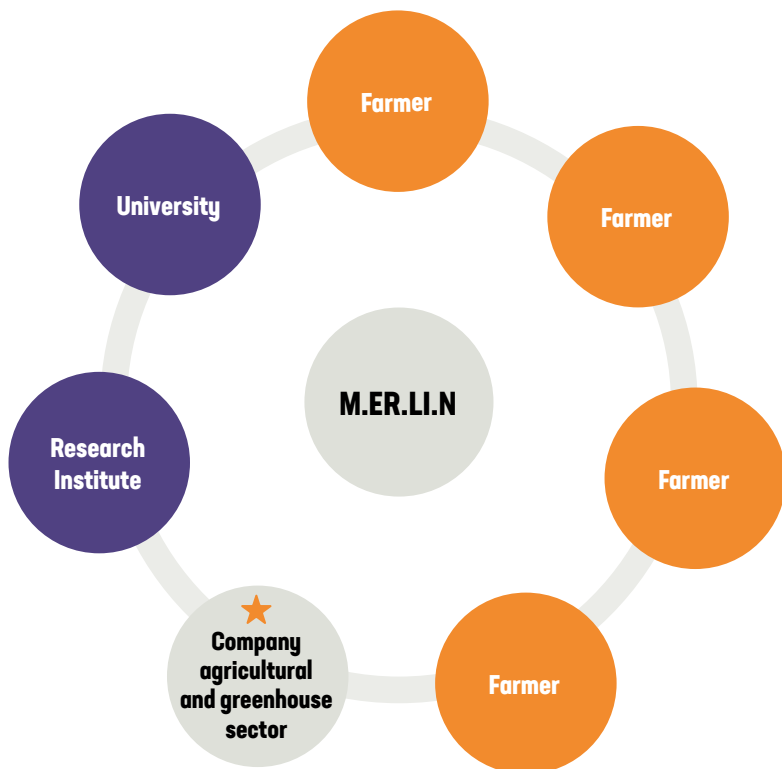 Farmer
University
Farmer
M.ER.LI.N
Research
Institute
Farmer
Company
agricultural
and greenhouse
sector
Farmer